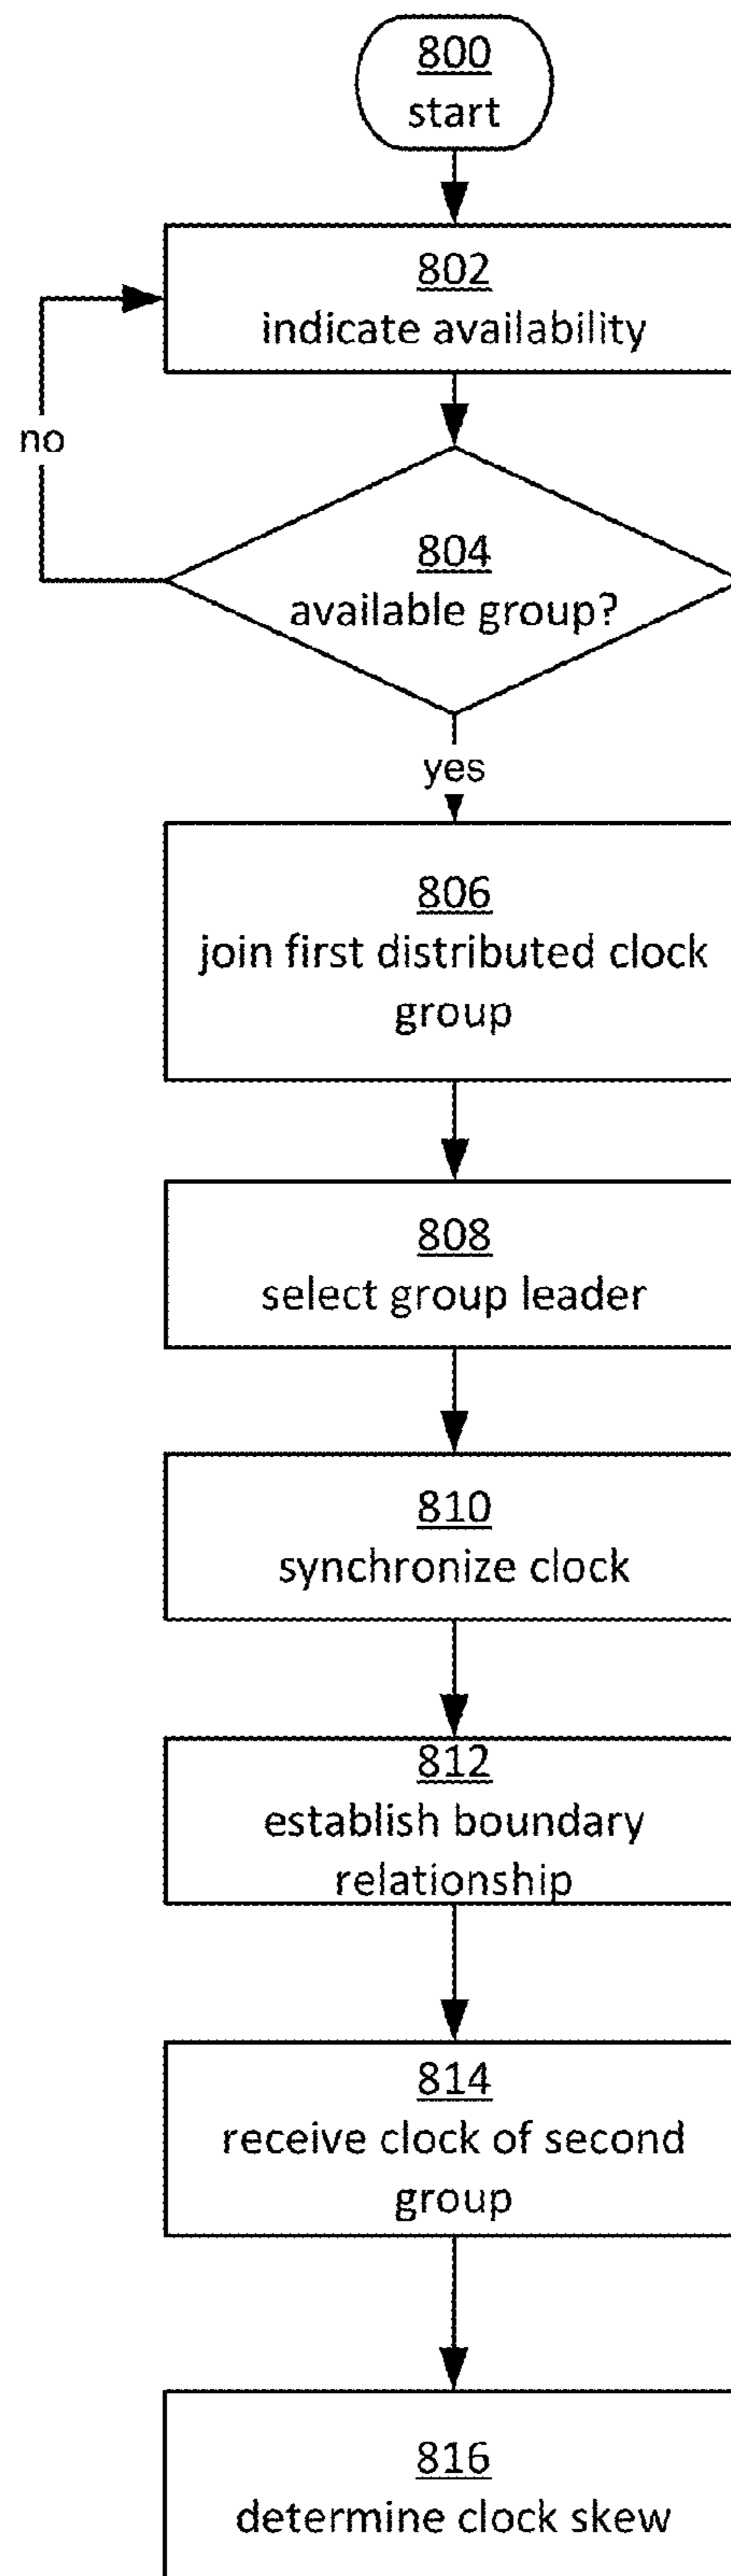 800
start
802
indicate availability
no
804
available group?
yes
806
join first distributed clock
group
808
select group leader
810
synchronize clock
812
establish boundary
relationship
814
receive clock of second
group
816
determine clock skew